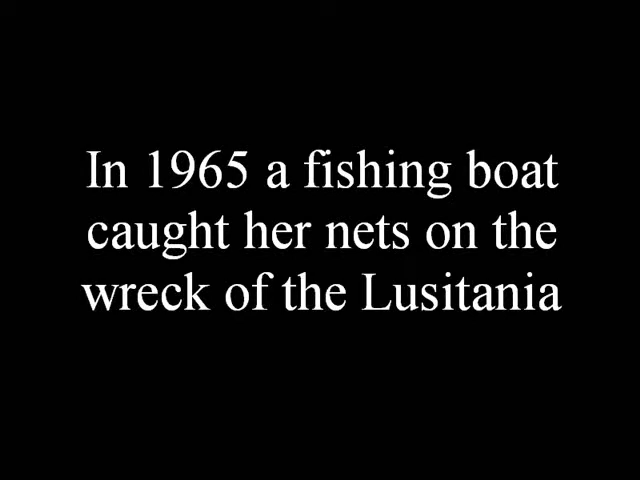 In 1965 a fishing boat
caught her nets on the
wreck of the Lusitania